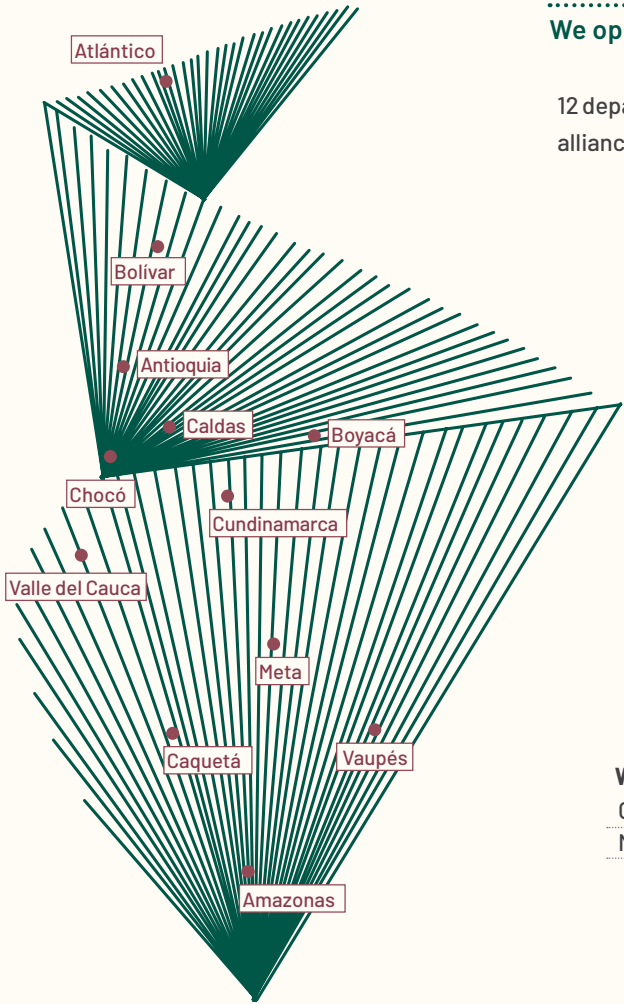 We op
Atlántico
12 depa
allianc
Bolívar
Antioquia
Caldas
Boyacá
Chocó
Cundinamarca
Valle del Cauca
Meta
Caquetá
Vaupés
Amazonas